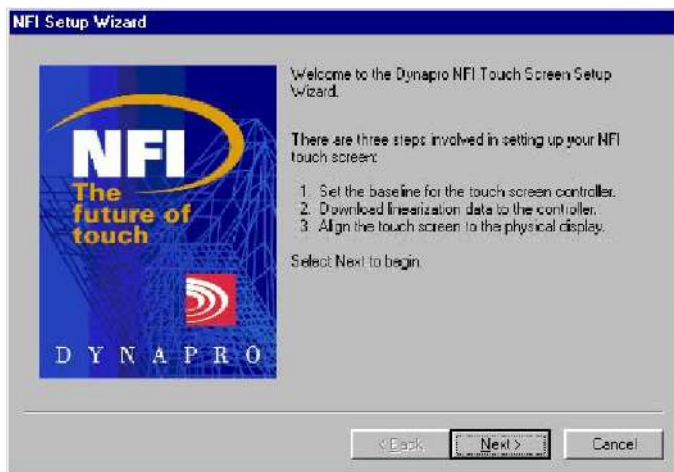 NFI Setup Wizard
NFI
The
future of
touch
DYNAPRO
Welcome to the Dynapro NFI Touch Screen Setup
Wizard.
There are three steps involved in setting up your NFI
touch screen:
1. Set the baseline for the touch screen controller.
2. Download linearization data to the controller.
3. Align the touch screen to the physical display.
Select Next to begin.
< Back
Next >
Cancel